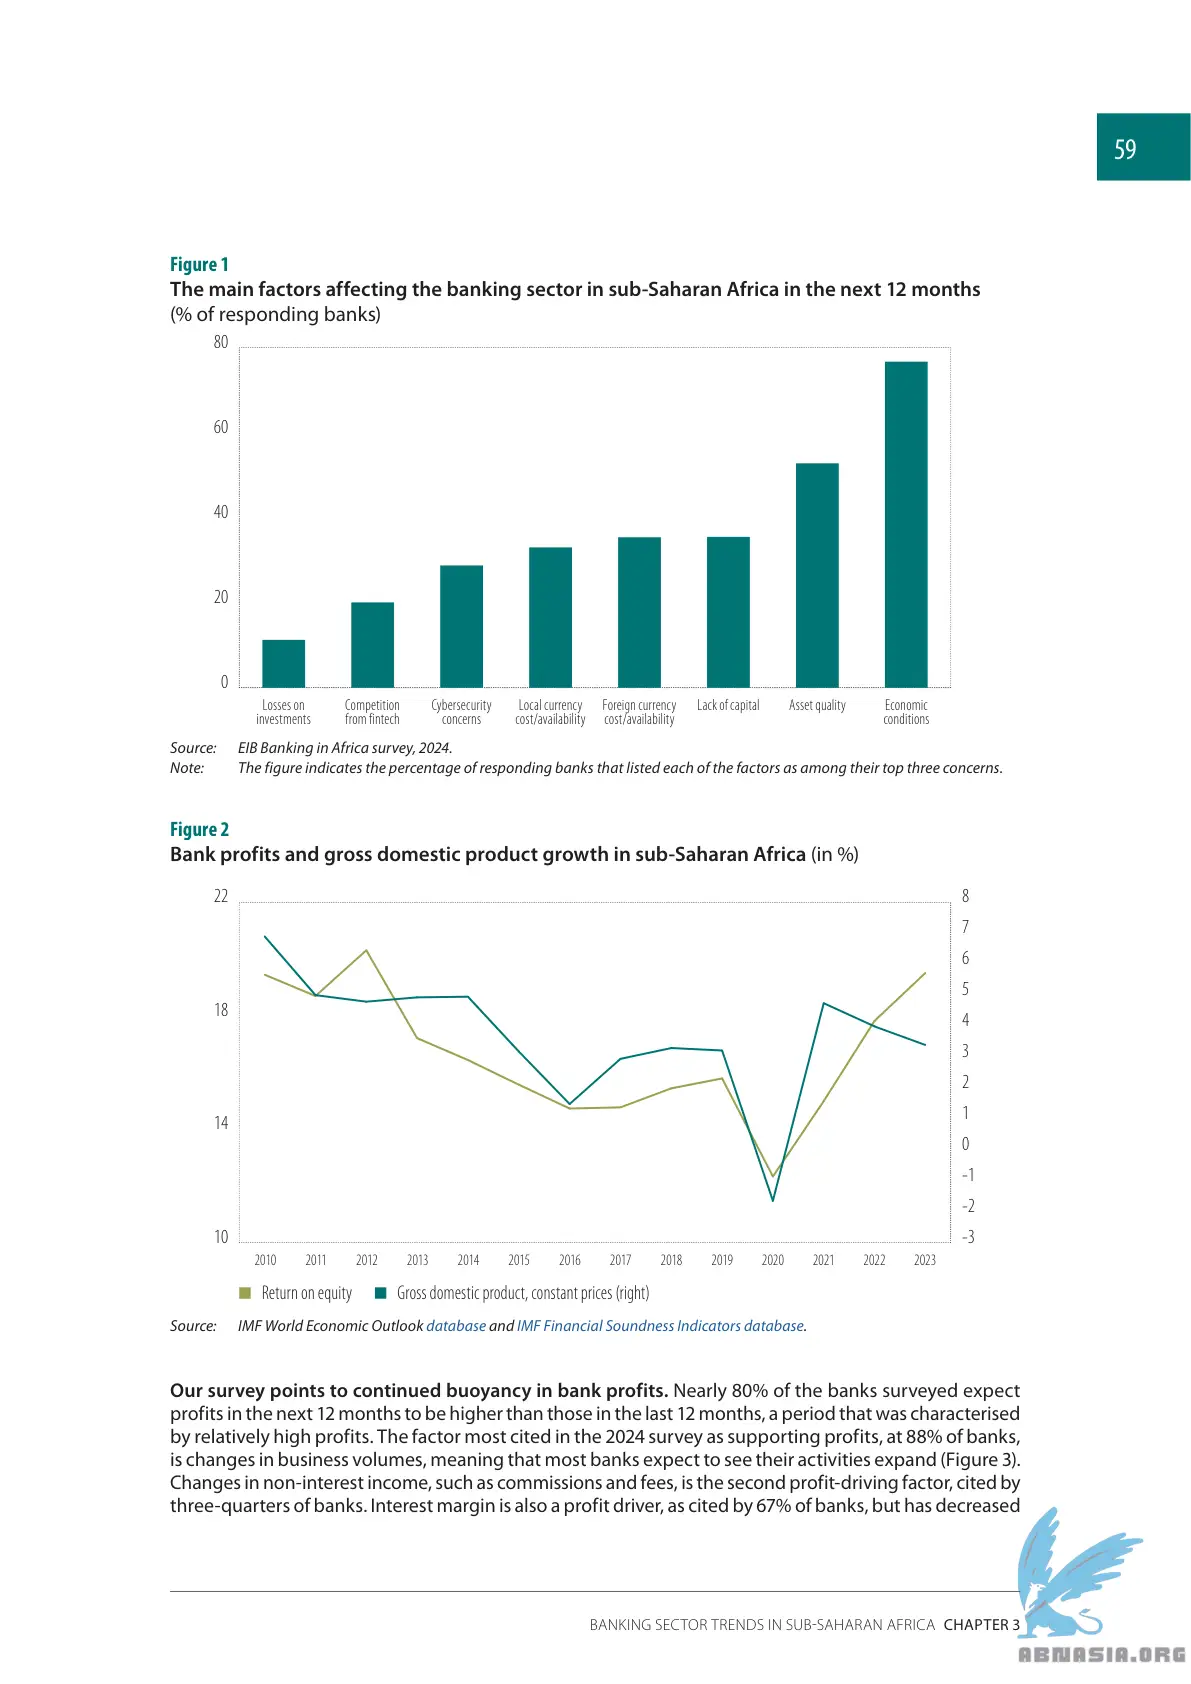 59
Figure 1
The main factors affecting the banking sector in sub-Saharan Africa in the next 12 months
(% of responding banks)
80
60
40
20
0
Losses on investments
Competition from fintech
Cybersecurity concerns
Local currency cost/availability
Foreign currency cost/availability
Lack of capital
Asset quality
Economic conditions
Source: EIB Banking in Africa survey, 2024.
Note: The figure indicates the percentage of responding banks that listed each of the factors as among their top three concerns.
Figure 2
Bank profits and gross domestic product growth in sub-Saharan Africa (in %)
22
18
14
10
8
7
6
5
4
3
2
1
0
-1
-2
-3
2010 2011 2012 2013 2014 2015 2016 2017 2018 2019 2020 2021 2022 2023
Return on equity Gross domestic product, constant prices (right)
Source: IMF World Economic Outlook database and IMF Financial Soundness Indicators database.
Our survey points to continued buoyancy in bank profits. Nearly 80% of the banks surveyed expect
profits in the next 12 months to be higher than those in the last 12 months, a period that was characterised
by relatively high profits. The factor most cited in the 2024 survey as supporting profits, at 88% of banks,
is changes in business volumes, meaning that most banks expect to see their activities expand (Figure 3).
Changes in non-interest income, such as commissions and fees, is the second profit-driving factor, cited by
three-quarters of banks. Interest margin is also a profit driver, as cited by 67% of banks, but has decreased
BANKING SECTOR TRENDS IN SUB-SAHARAN AFRICA CHAPTER 3
ABNASIA.ORG